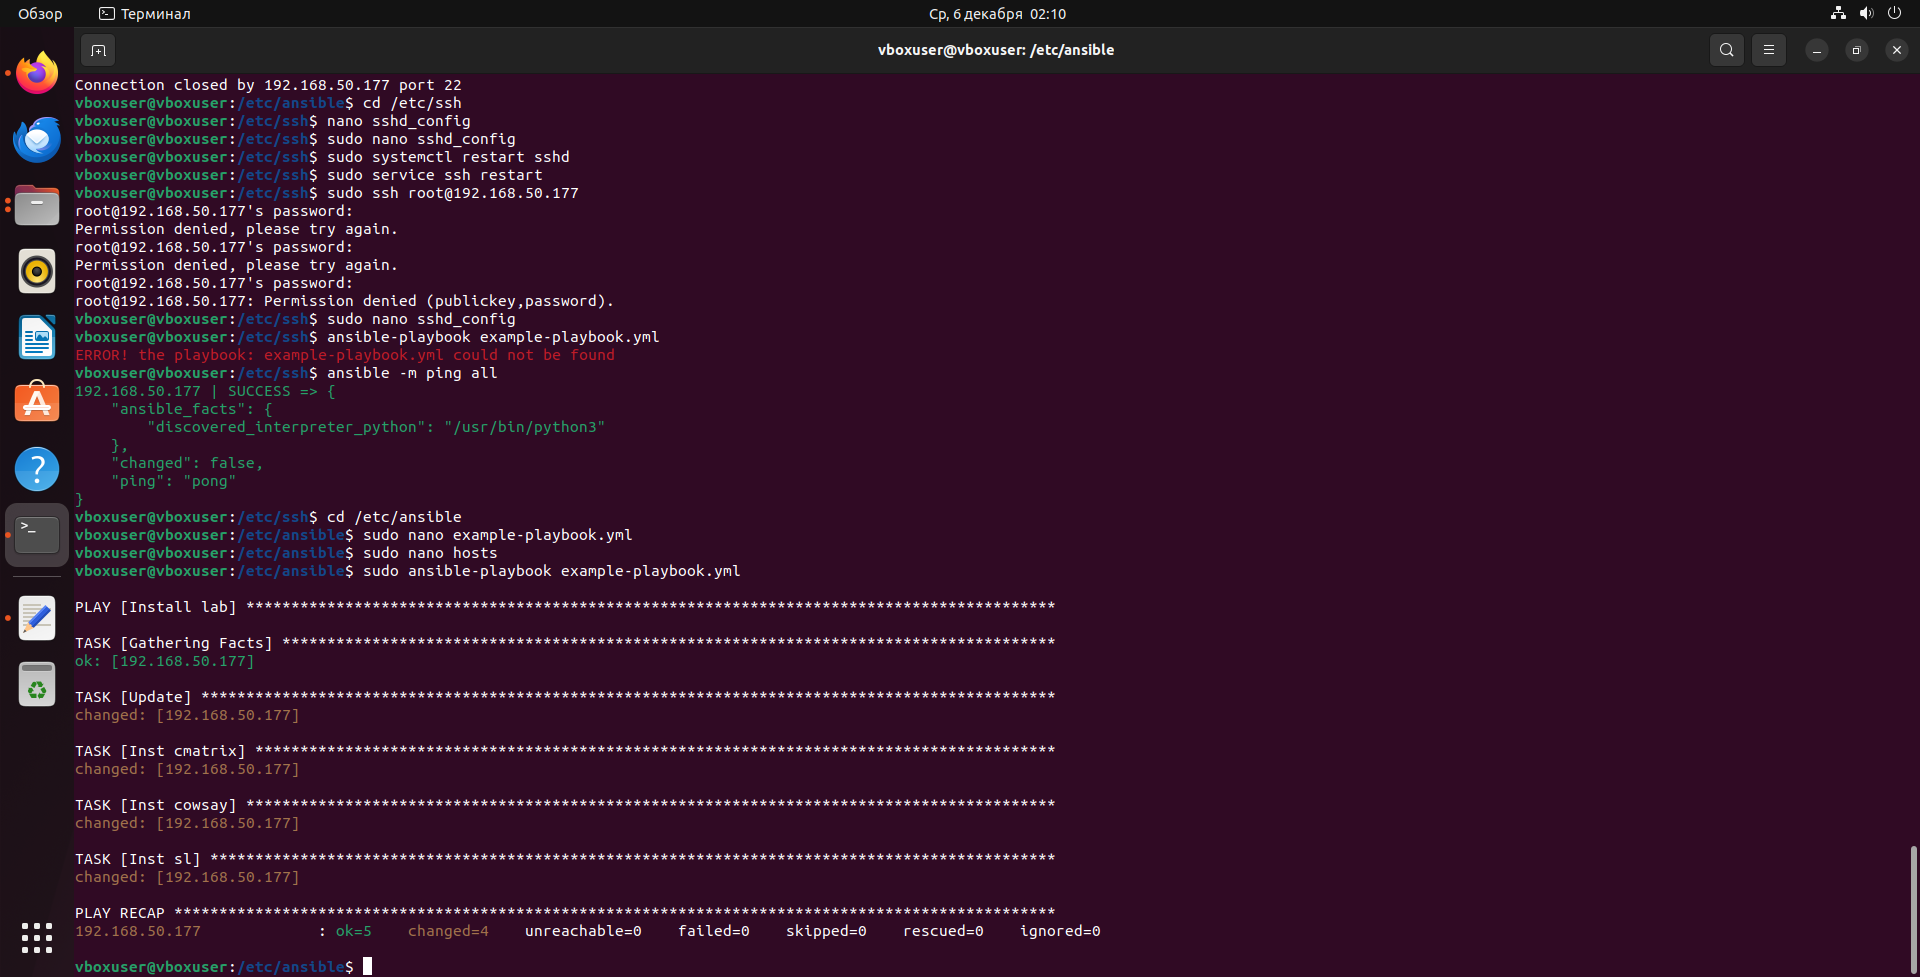 Обзор
Терминал
Ср, 6 декабря 02:10
vboxuser@vboxuser: /etc/ansible
Connection closed by 192.168.50.177 port 22
vboxuser@vboxuser:/etc/ansible$ cd /etc/ssh
vboxuser@vboxuser:/etc/ssh$ nano sshd_config
vboxuser@vboxuser:/etc/ssh$ sudo nano sshd_config
vboxuser@vboxuser:/etc/ssh$ sudo systemctl restart sshd
vboxuser@vboxuser:/etc/ssh$ sudo service ssh restart
vboxuser@vboxuser:/etc/ssh$ sudo ssh root@192.168.50.177
root@192.168.50.177's password:
Permission denied, please try again.
root@192.168.50.177's password:
Permission denied, please try again.
root@192.168.50.177's password:
root@192.168.50.177: Permission denied (publickey,password).
vboxuser@vboxuser:/etc/ssh$ sudo nano sshd_config
vboxuser@vboxuser:/etc/ssh$ ansible-playbook example-playbook.yml
ERROR! the playbook: example-playbook.yml could not be found
vboxuser@vboxuser:/etc/ssh$ ansible -m ping all
192.168.50.177 | SUCCESS => {
    "ansible_facts": {
        "discovered_interpreter_python": "/usr/bin/python3"
    },
    "changed": false,
    "ping": "pong"
}
vboxuser@vboxuser:/etc/ssh$ cd /etc/ansible
vboxuser@vboxuser:/etc/ansible$ sudo nano example-playbook.yml
vboxuser@vboxuser:/etc/ansible$ sudo nano hosts
vboxuser@vboxuser:/etc/ansible$ sudo ansible-playbook example-playbook.yml
PLAY [Install lab] ******************************************************************************************
TASK [Gathering Facts] **************************************************************************************
ok: [192.168.50.177]
TASK [Update] ***********************************************************************************************
changed: [192.168.50.177]
TASK [Inst cmatrix] *****************************************************************************************
changed: [192.168.50.177]
TASK [Inst cowsay] ******************************************************************************************
changed: [192.168.50.177]
TASK [Inst sl] **********************************************************************************************
changed: [192.168.50.177]
PLAY RECAP **************************************************************************************************
192.168.50.177             : ok=5    changed=4    unreachable=0    failed=0    skipped=0    rescued=0    ignored=0
vboxuser@vboxuser:/etc/ansible$